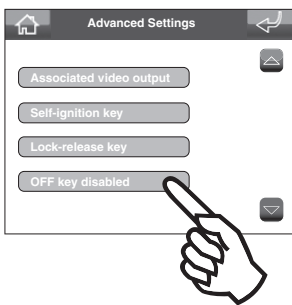 Advanced Settings
Associated video output
Self-ignition key
Lock-release key
OFF key disabled